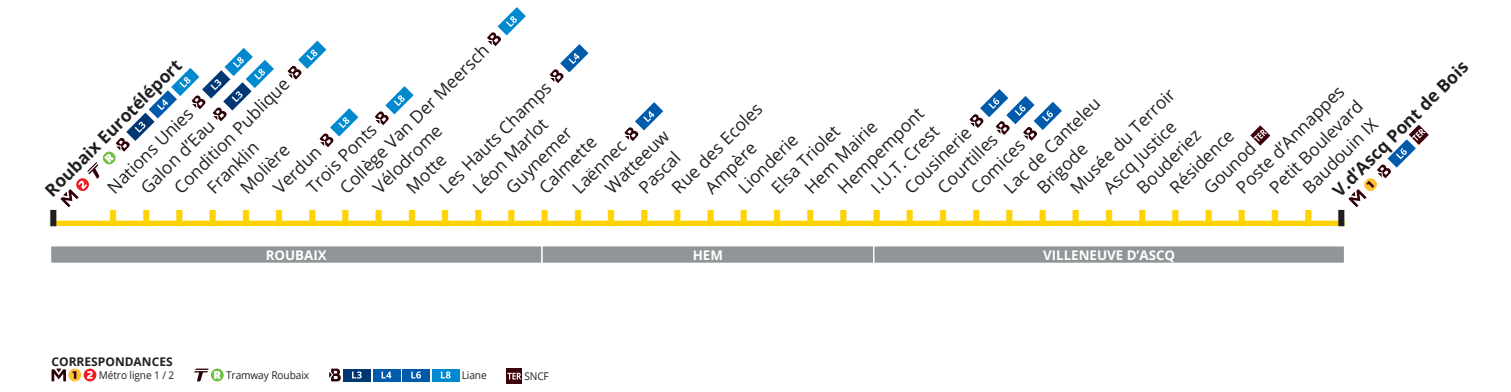 Roubaix Eurotéléport
M 2 T R B L3 L4 L8
Nations Unies B L3 L8
Galon d'Eau B L3 L8
Condition Publique B L8
Franklin
Molière
Verdun B L8
Trois Ponts B L8
Collège Van Der Meersch B L8
Vélodrome
Motte
Les Hauts Champs B L4
Léon Marlot
Guynemer
Calmette
Laënnec B L4
Watteeuw
Pascal
Rue des Ecoles
Ampère
Lionderie
Elsa Triolet
Hem Mairie
Hempempont
I.U.T. Crest
Cousinerie B L6
Courtilles B L6
Comices B L6
Lac de Canteleu
Brigode
Musée du Terroir
Ascq Justice
Bouderiez
Résidence
Gounod TER
Poste d'Annappes
Petit Boulevard
Baudouin IX
V.d'Ascq Pont de Bois
M 1 B L6 TER
ROUBAIX HEM VILLENEUVE D'ASCQ
CORRESPONDANCES
M 1 2 Métro ligne 1 / 2 T R Tramway Roubaix B L3 L4 L6 L8 Liane TER SNCF